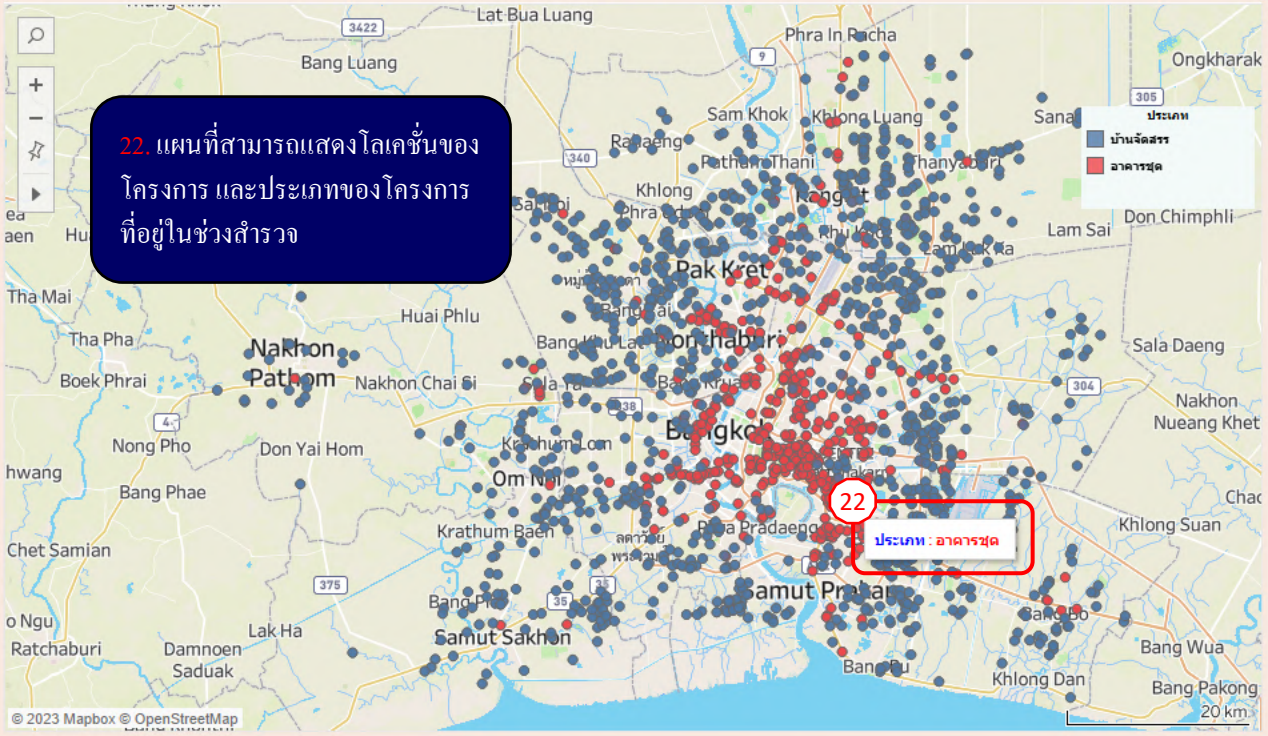 Lat Bua Luang
3422
Phra In Racha
9
Bang Luang
Ongkharak
305
Sam Khok
Khlong Luang
Sana
ประเภท
บ้านจัดสรร
อาคารชุด
22. แผนที่สามารถแสดงโลเคชั่นของ
โครงการ และประเภทของโครงการ
ที่อยู่ในช่วงสำรวจ
340
Pathum Thani
Thanyaburi
Khlong
Rangsit
Don Chimphli
Lam Sai
Pak Kret
Tha Mai
Huai Phlu
Tha Pha
Nonthaburi
Sala Daeng
Nakhon
Pathom
Boek Phrai
Nakhon Chai Si
304
Nakhon
Nueang Khet
4
Bangkok
Nong Pho
Don Yai Hom
Krathum Lom
hwang
Bang Phae
Om Noi
22
Krathum Baen
Khlong Suan
ประเภท : อาคารชุด
Chet Samian
375
35
35
Samut Prakan
o Ngu
Ratchaburi
Lak Ha
Samut Sakhon
Bang Bo
Damnoen
Saduak
Bang Wua
Bang Pu
Khlong Dan
Bang Pakong
20 km
© 2023 Mapbox © OpenStreetMap